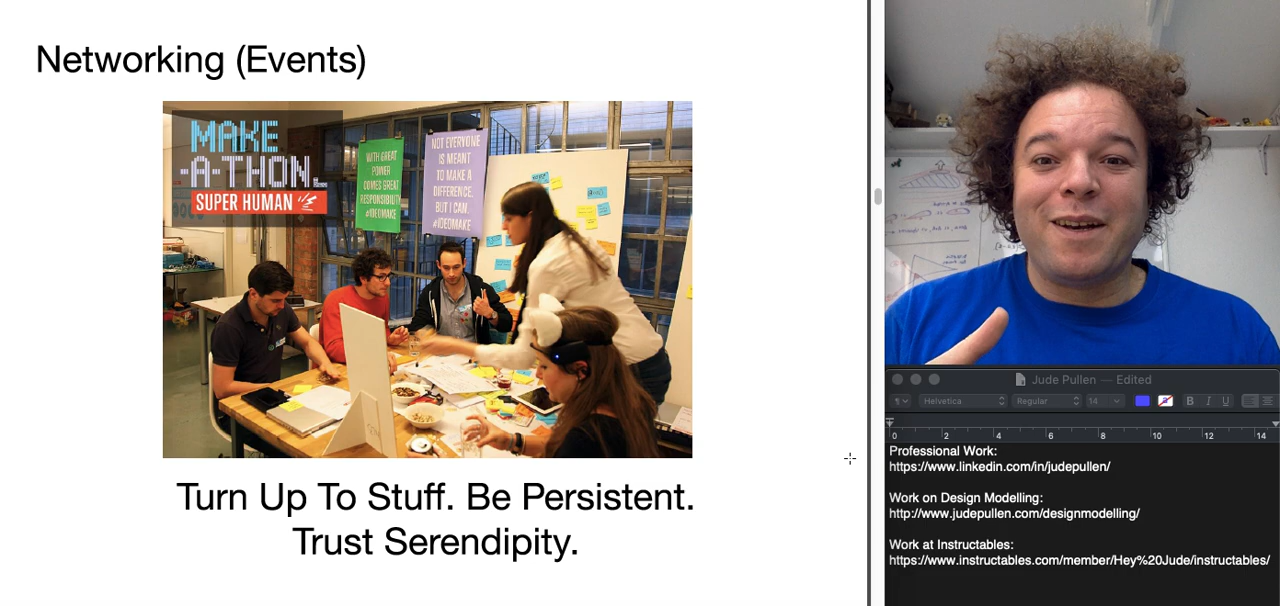 Networking (Events)
MAKE
-A-THON.
SUPER HUMAN
WITH GREAT
POWER
COMES GREAT
RESPONSIBILITY
#IDEOMAKE
NOT EVERYONE
IS MEANT
TO MAKE A
DIFFERENCE.
BUT I CAN.
#IDEOMAKE
Turn Up To Stuff. Be Persistent.
Trust Serendipity.
Jude Pullen — Edited
Helvetica
Regular
14
B I U
0 2 4 6 8 10 12 14
Professional Work:
https://www.linkedin.com/in/judepullen/
Work on Design Modelling:
http://www.judepullen.com/designmodelling/
Work at Instructables:
https://www.instructables.com/member/Hey%20Jude/instructables/